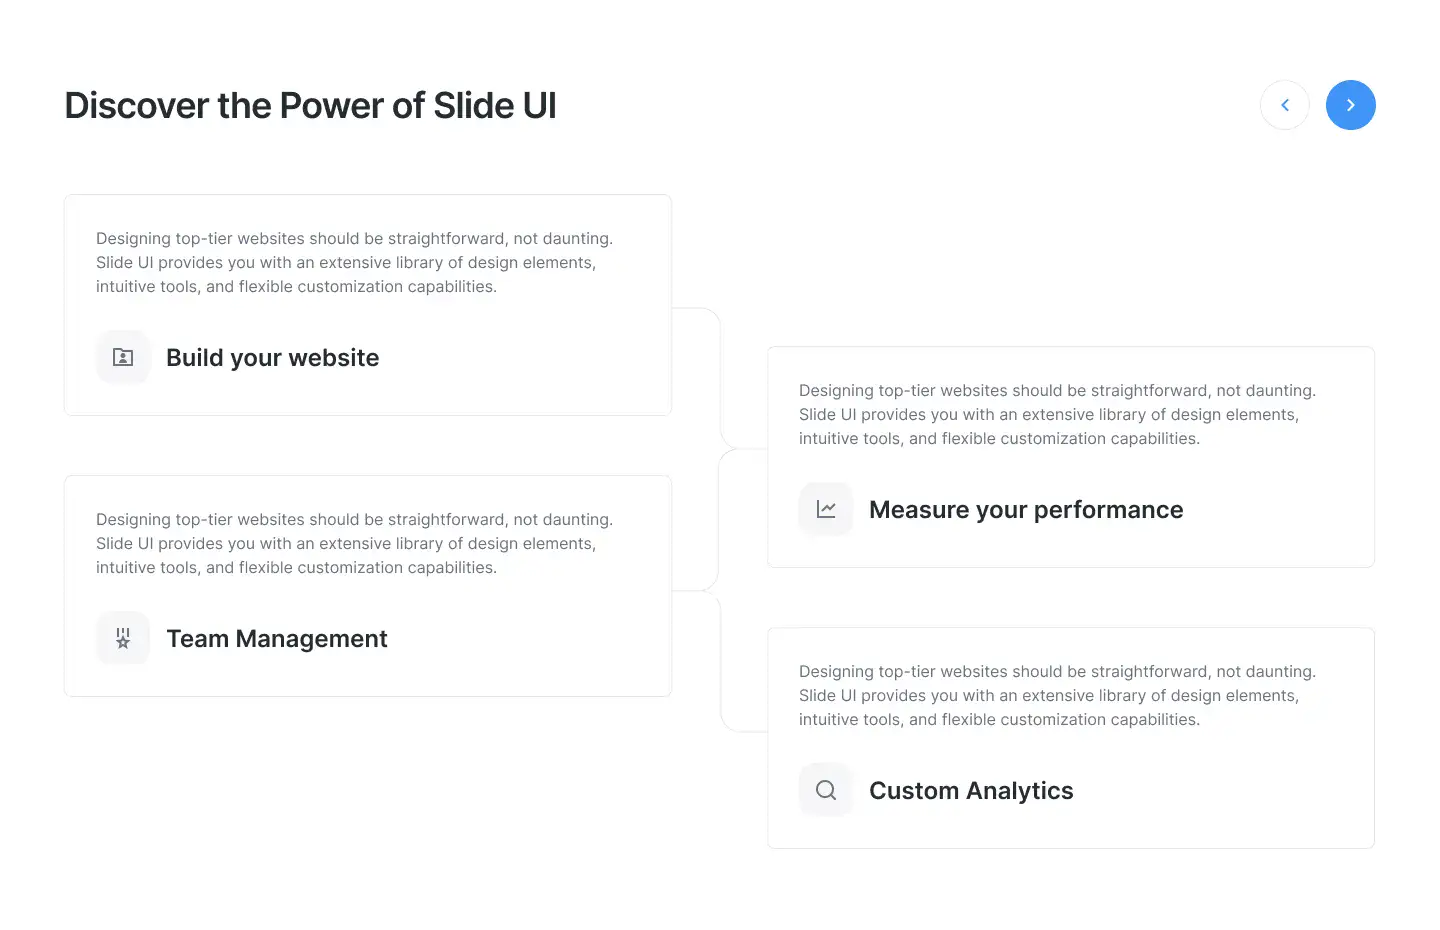 Discover the Power of Slide UI
Designing top-tier websites should be straightforward, not daunting.
Slide UI provides you with an extensive library of design elements,
intuitive tools, and flexible customization capabilities.
Build your website
Designing top-tier websites should be straightforward, not daunting.
Slide UI provides you with an extensive library of design elements,
intuitive tools, and flexible customization capabilities.
Measure your performance
Designing top-tier websites should be straightforward, not daunting.
Slide UI provides you with an extensive library of design elements,
intuitive tools, and flexible customization capabilities.
Team Management
Designing top-tier websites should be straightforward, not daunting.
Slide UI provides you with an extensive library of design elements,
intuitive tools, and flexible customization capabilities.
Custom Analytics